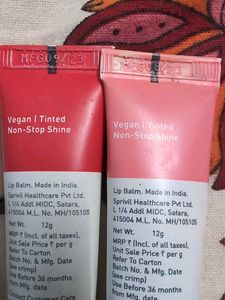 MFG09/23
Vegan | Tinted
Non-Stop Shine
Lip Balm. Made in India.
Sprivil Healthcare Pvt Ltd
L 1/4 Addl MIDC, Satara,
415004 M.L. No. MH/105105
Net Wt. 12g
MRP ₹ (Incl. of all taxes),
Unit Sale Price ₹ per g
Refer To Carton
Batch No. & Mfg. Date
(see crimp)
Use Before 36 months
from Mfg. date
Contact Customer Care
Vegan | Tinted
Non-Stop Shine
Lip Balm. Made in India.
Sprivil Healthcare Pvt Ltd
L 1/4 Addl MIDC, Satara,
415004 M.L. No. MH/105105
Net Wt. 12g
MRP ₹ (Incl. of all taxes),
Unit Sale Price ₹ per g
Refer To Carton
Batch No. & Mfg. Date
(see crimp)
Use Before 36 months
from Mfg. date